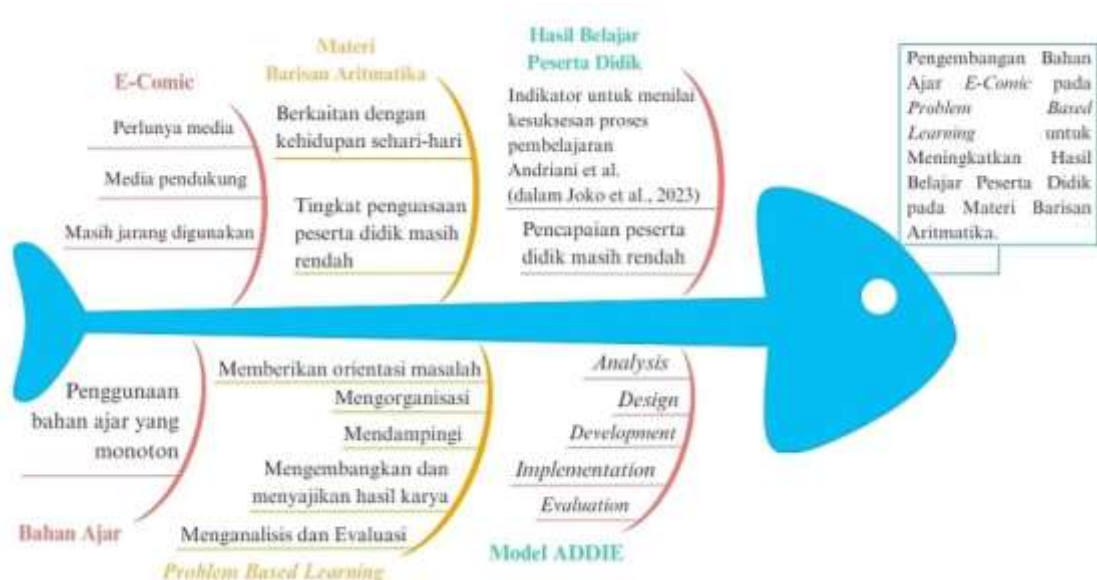 E-Comic
Perlunya media
Media pendukung
Masih jarang digunakan
Materi
Barisan Aritmatika
Berkaitan dengan
kehidupan sehari-hari
Tingkat penguasaan
peserta didik masih
rendah
Hasil Belajar
Peserta Didik
Indikator untuk menilai
kesuksesan proses
pembelajaran
Andriani et al.
(dalam Joko et al., 2023)
Pencapaian peserta
didik masih rendah
Pengembangan Bahan
Ajar E-Comic pada
Problem Based
Learning untuk
Meningkatkan Hasil
Belajar Peserta Didik
pada Materi Barisan
Aritmatika.
Penggunaan
bahan ajar yang
monoton
Bahan Ajar
Memberikan orientasi masalah
Mengorganisasi
Mendampingi
Mengembangkan dan
menyajikan hasil karya
Menganalisis dan Evaluasi
Problem Based Learning
Analysis
Design
Development
Implementation
Evaluation
Model ADDIE